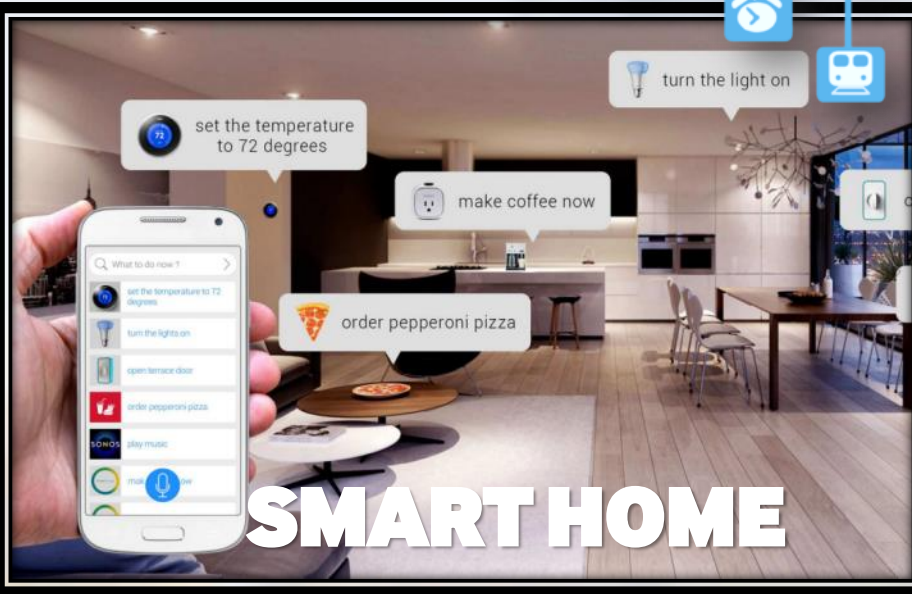 turn the light on
set the temperature
to 72 degrees
72
make coffee now
order pepperoni pizza
What to do now ?
set the temperature to 72
degrees
turn the lights on
open terrace door
order pepperoni pizza
SONOS
play music
SMART HOME